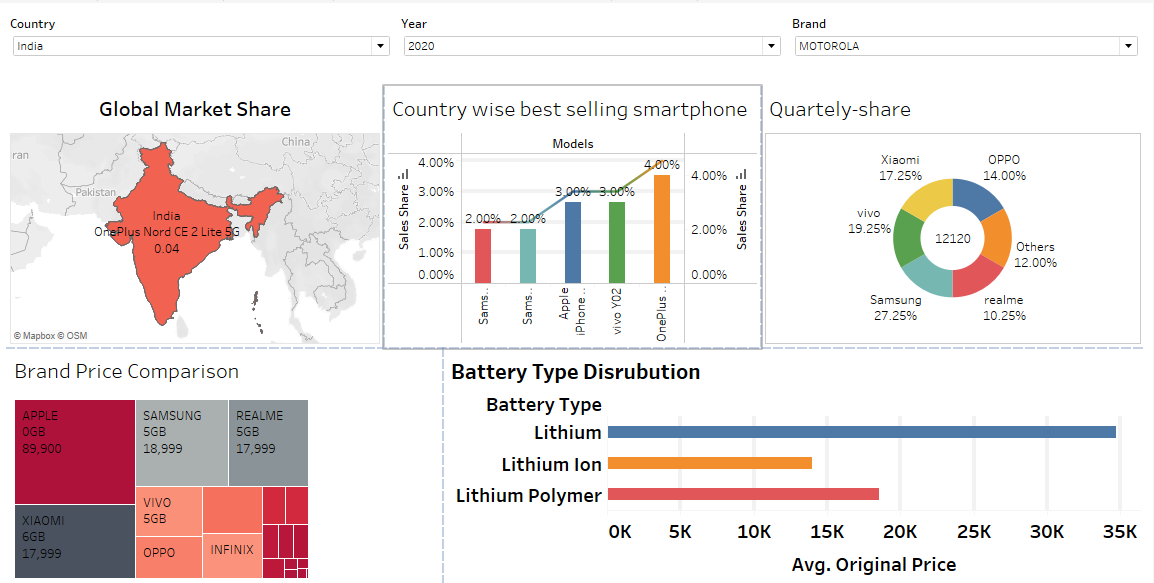 Country
Year
Brand
India
2020
MOTOROLA
Global Market Share
China
ran
Pakistan
India
OnePlus Nord CE 2 Lite 5G
0.04
© Mapbox © OSM
Country wise best selling smartphone
Models
4.00%
3.00%
2.00%
1.00%
0.00%
Sales Share
2.00%
2.00%
3.00%
3.00%
4.00%
4.00%
2.00%
0.00%
Sales Share
Sams..
Sams..
Apple
iPhone..
vivo Y02
OnePlus ..
Quartely-share
Xiaomi
17.25%
OPPO
14.00%
vivo
19.25%
12120
Others
12.00%
Samsung
27.25%
realme
10.25%
Brand Price Comparison
APPLE
0GB
89,900
SAMSUNG
5GB
18,999
REALME
5GB
17,999
XIAOMI
6GB
17,999
VIVO
5GB
OPPO
INFINIX
Battery Type Disrubution
Battery Type
Lithium
Lithium Ion
Lithium Polymer
0K
5K
10K
15K
20K
25K
30K
35K
Avg. Original Price